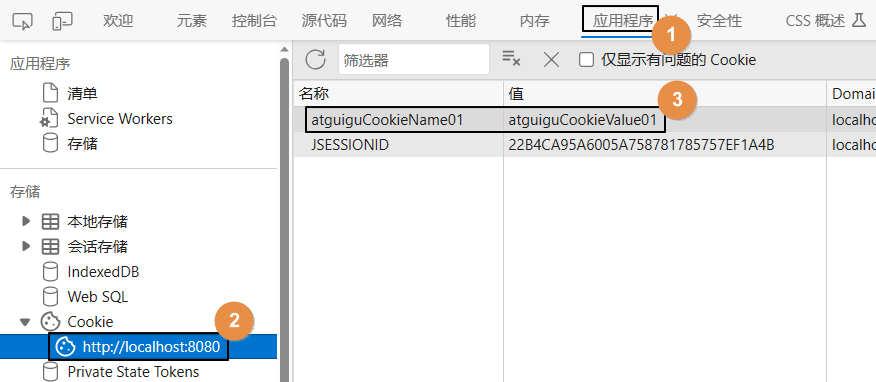 欢迎 元素 控制台 源代码 网络 性能 内存 应用程序 安全性 CSS 概述
1
应用程序
清单
Service Workers
存储
存储
本地存储
会话存储
IndexedDB
Web SQL
Cookie
2
http://localhost:8080
Private State Tokens
筛选器 仅显示有问题的 Cookie
名称 值 Domai
3
atguiguCookieName01 atguiguCookieValue01 localho
JSESSIONID 22B4CA95A6005A758781785757EF1A4B localho